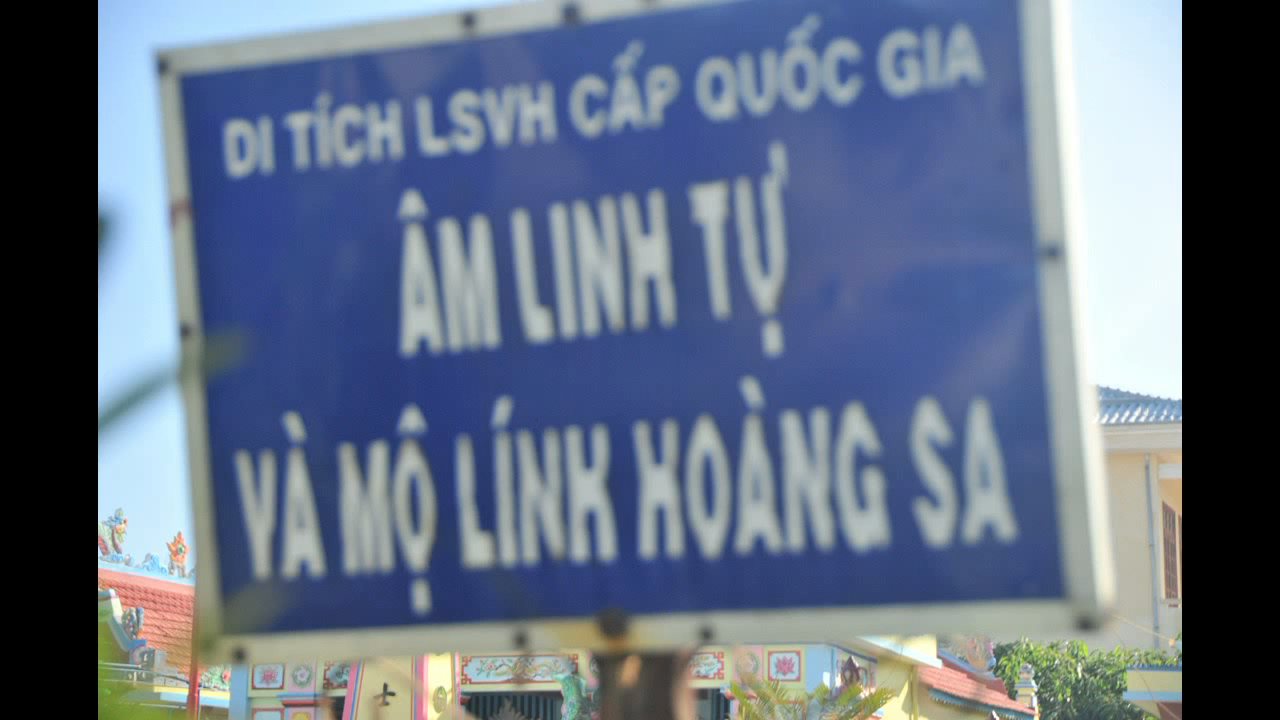 DI TÍCH LSVH CẤP QUỐC GIA
ÂM LINH TỰ
VÀ MỘ LÍNH HOÀNG SA